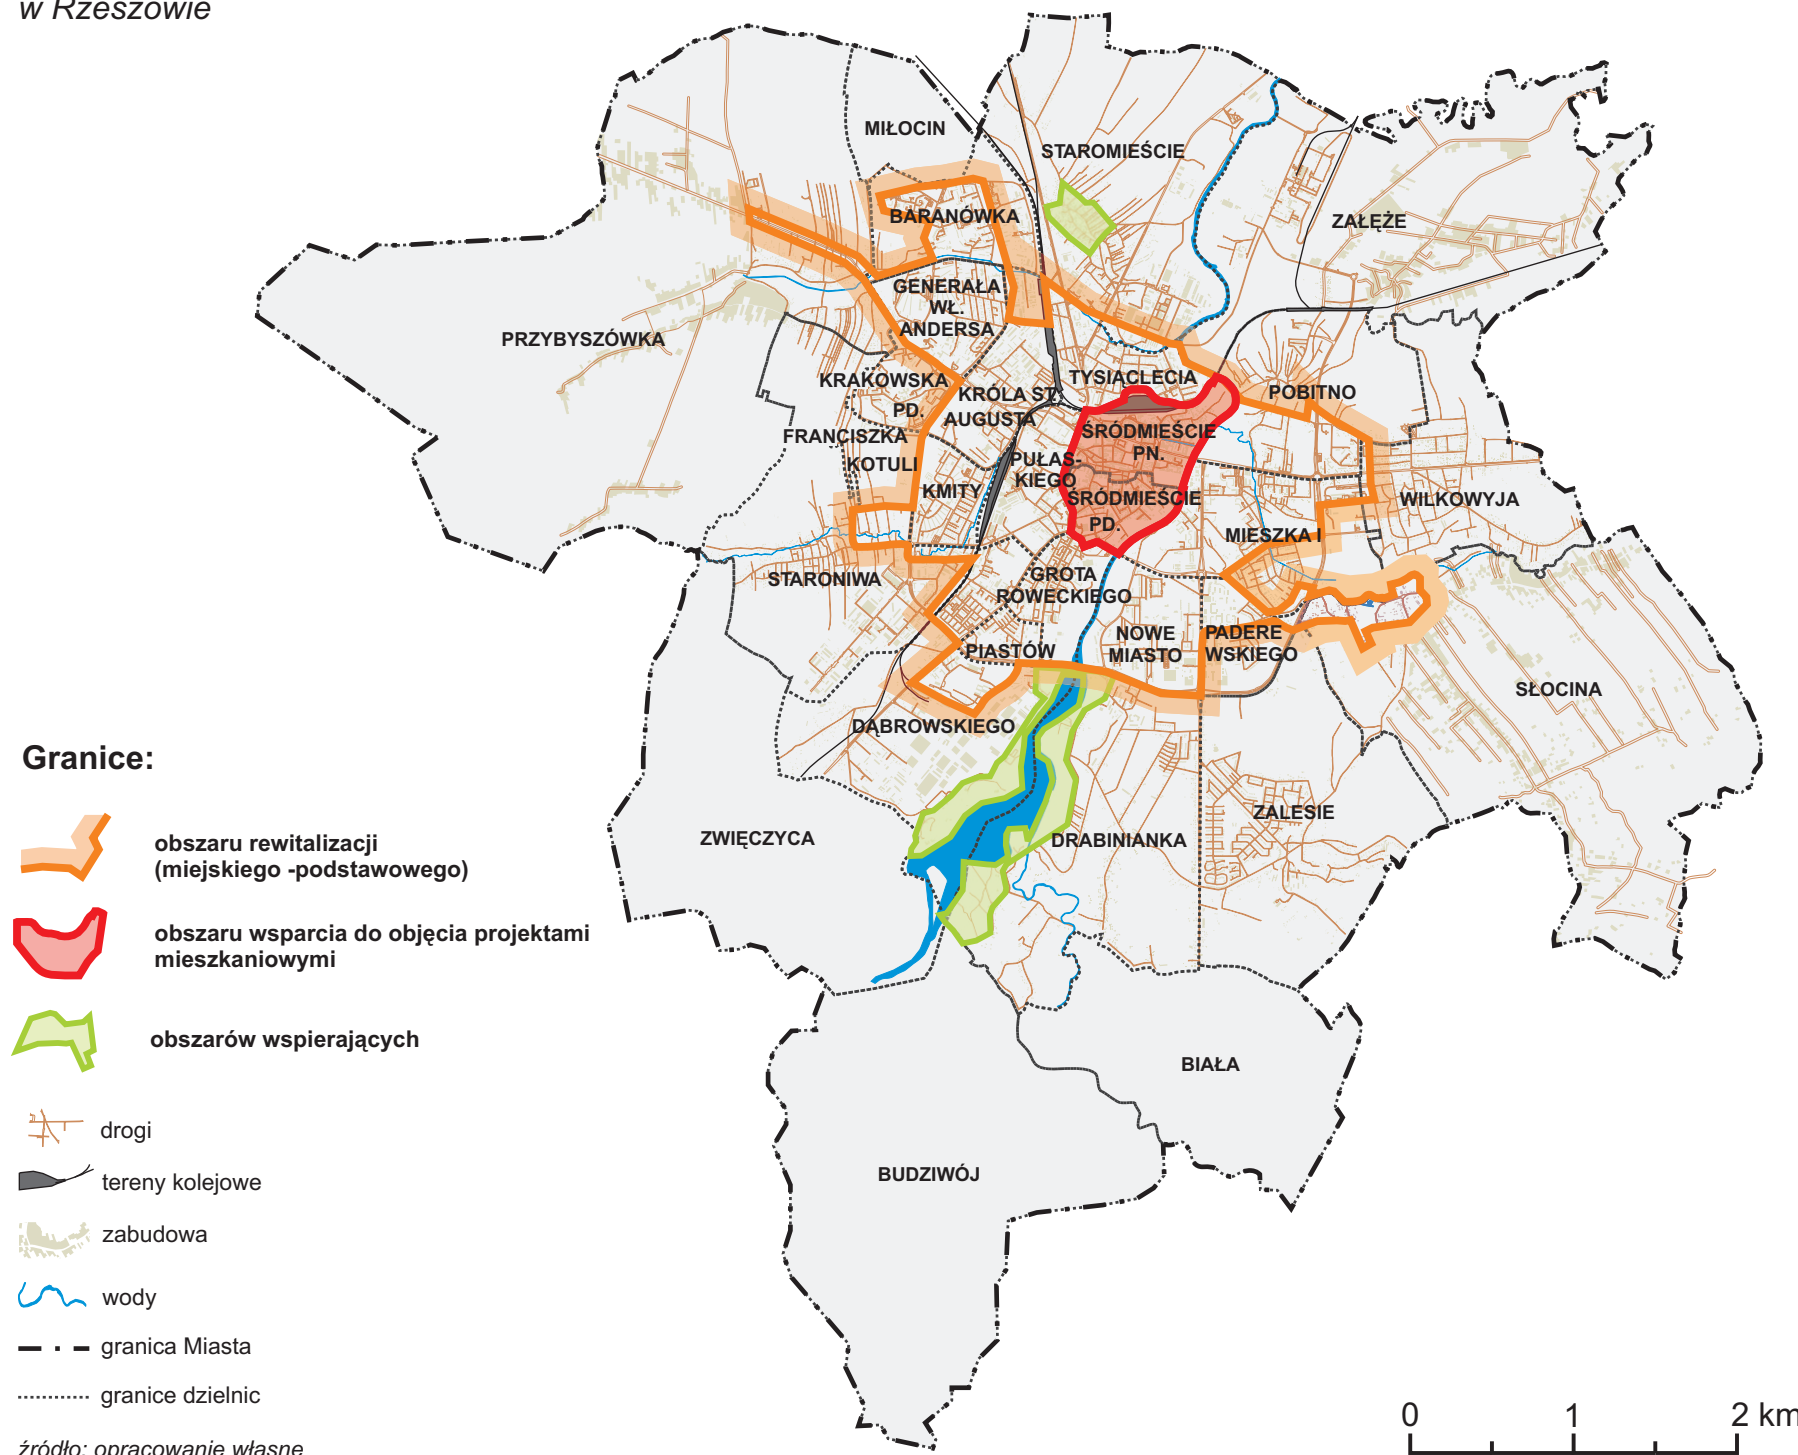 w Rzeszowie
MIŁOCIN
STAROMIEŚCIE
BARANÓWKA
ZAŁĘŻE
GENERAŁA
WŁ.
ANDERSA
PRZYBYSZÓWKA
KRAKOWSKA
PD.
KRÓLA ST.
AUGUSTA
TYSIĄCLECIA
POBITNO
FRANCISZKA
KOTULI
ŚRÓDMIEŚCIE
PN.
PUŁAS-
KIEGO
KMITY
ŚRÓDMIEŚCIE
PD.
WILKOWYJA
MIESZKA I
STARONIWA
GROTA
ROWECKIEGO
NOWE
MIASTO
PADERE
WSKIEGO
PIASTÓW
SŁOCINA
DĄBROWSKIEGO
ZWIĘCZYCA
DRABINIANKA
ZALESIE
BIAŁA
BUDZIWÓJ
Granice:
obszaru rewitalizacji
(miejskiego -podstawowego)
obszaru wsparcia do objęcia projektami
mieszkaniowymi
obszarów wspierających
drogi
tereny kolejowe
zabudowa
wody
granica Miasta
granice dzielnic
źródło: opracowanie własne
0 1 2 km